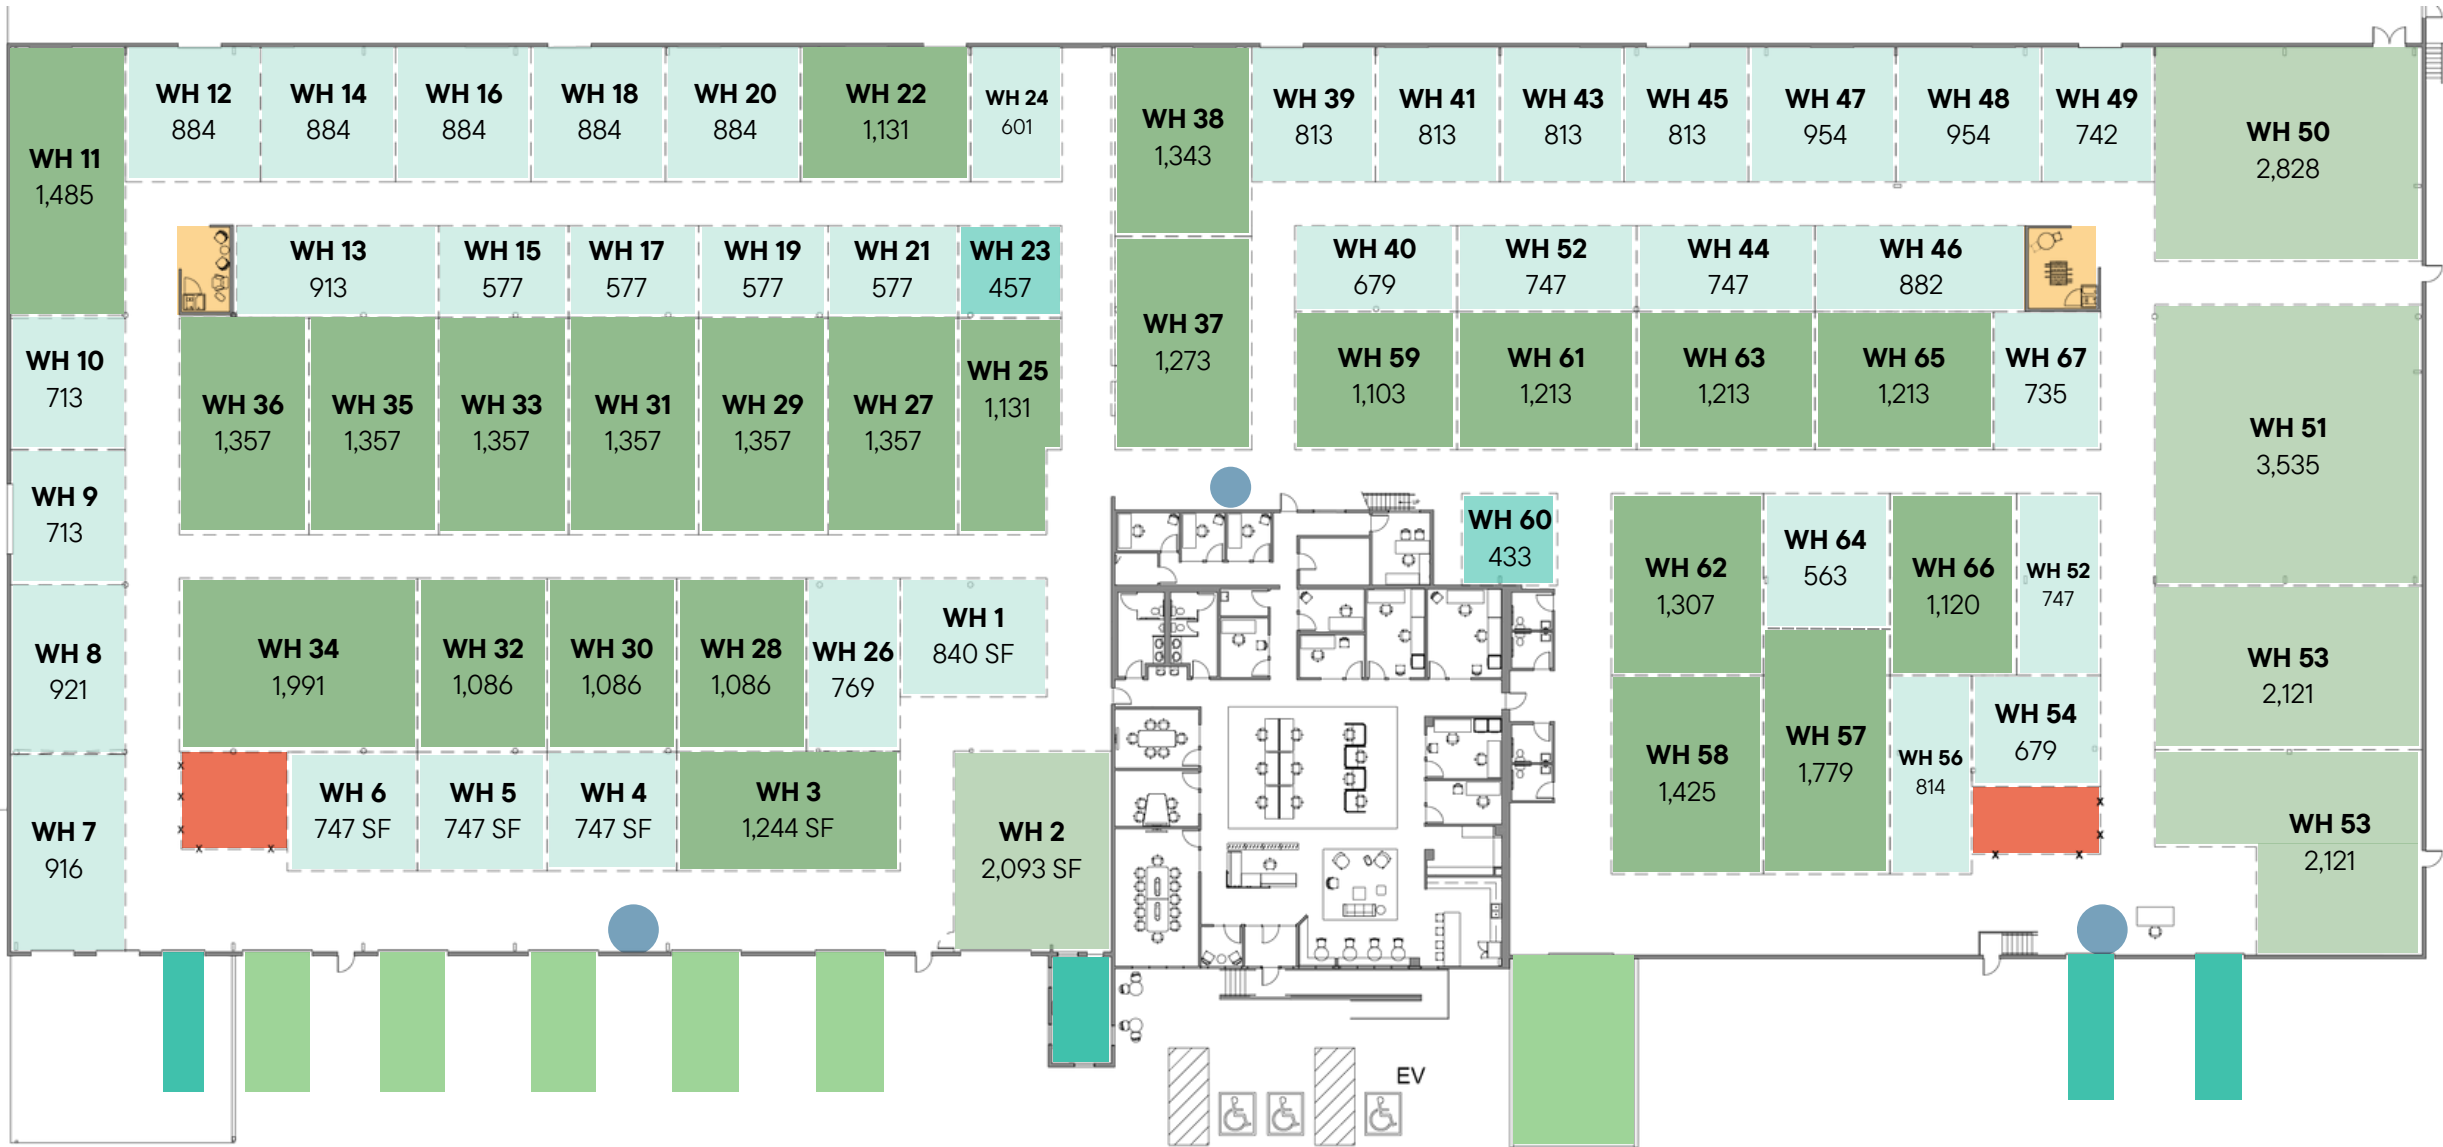 WH 11
1,485
WH 12
884
WH 14
884
WH 16
884
WH 18
884
WH 20
884
WH 22
1,131
WH 24
601
WH 38
1,343
WH 39
813
WH 41
813
WH 43
813
WH 45
813
WH 47
954
WH 48
954
WH 49
742
WH 50
2,828
WH 13
913
WH 15
577
WH 17
577
WH 19
577
WH 21
577
WH 23
457
WH 37
1,273
WH 40
679
WH 52
747
WH 44
747
WH 46
882
WH 10
713
WH 36
1,357
WH 35
1,357
WH 33
1,357
WH 31
1,357
WH 29
1,357
WH 27
1,357
WH 25
1,131
WH 59
1,103
WH 61
1,213
WH 63
1,213
WH 65
1,213
WH 67
735
WH 51
3,535
WH 9
713
WH 60
433
WH 62
1,307
WH 64
563
WH 66
1,120
WH 52
747
WH 8
921
WH 34
1,991
WH 32
1,086
WH 30
1,086
WH 28
1,086
WH 26
769
WH 1
840 SF
WH 53
2,121
WH 7
916
WH 6
747 SF
WH 5
747 SF
WH 4
747 SF
WH 3
1,244 SF
WH 2
2,093 SF
WH 58
1,425
WH 57
1,779
WH 56
814
WH 54
679
WH 53
2,121
EV